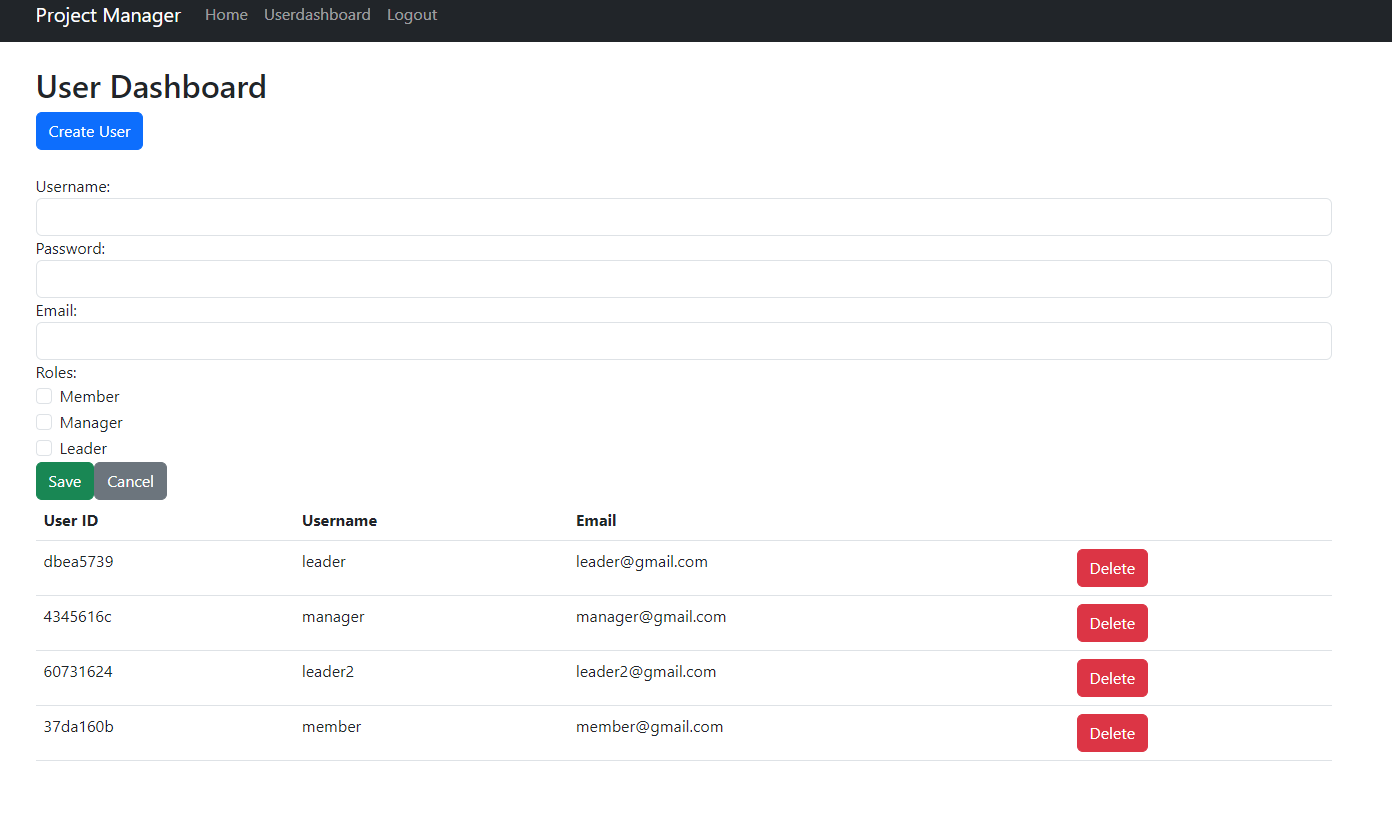 Project Manager Home Userdashboard Logout
User Dashboard
Create User
Username:
Password:
Email:
Roles:
Member
Manager
Leader
Save Cancel
User ID Username Email
dbea5739 leader leader@gmail.com Delete
4345616c manager manager@gmail.com Delete
60731624 leader2 leader2@gmail.com Delete
37da160b member member@gmail.com Delete